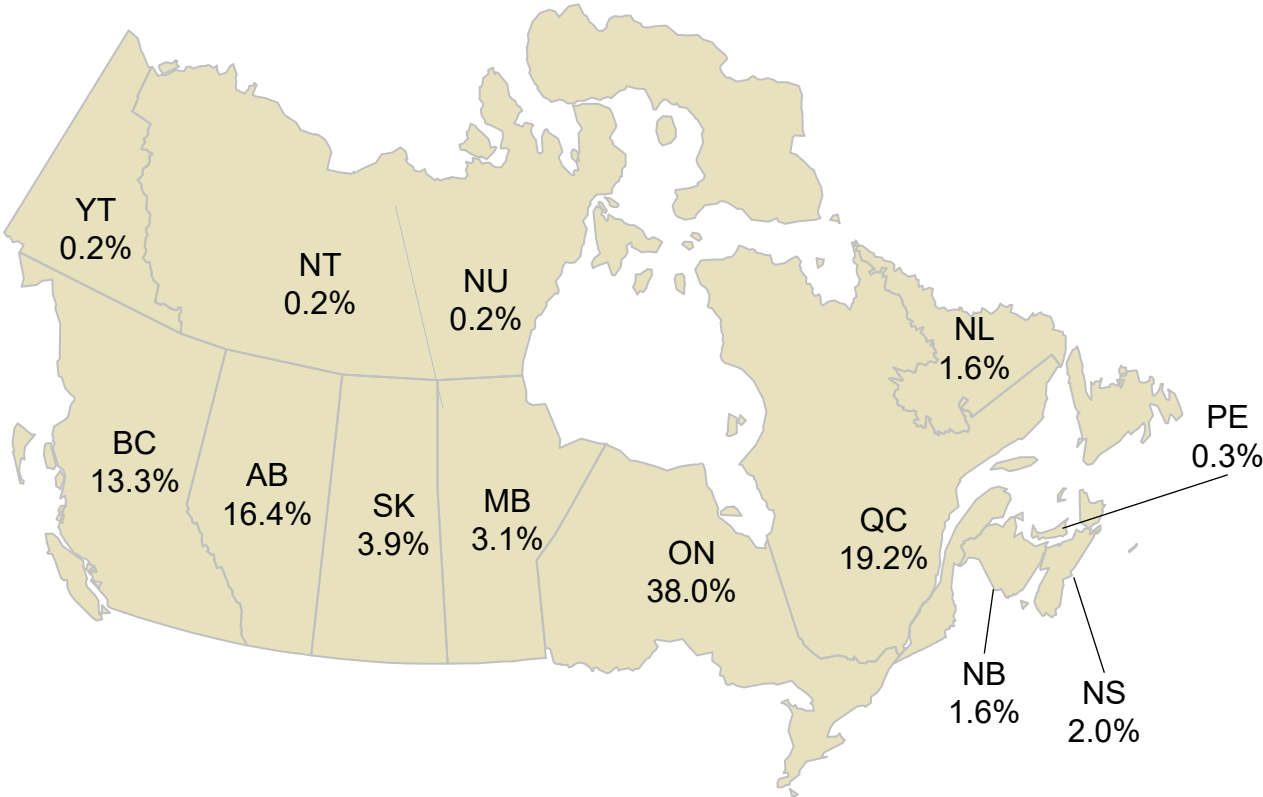 YT
0.2%
NT
0.2%
NU
0.2%
NL
1.6%
PE
0.3%
BC
13.3%
AB
16.4%
SK
3.9%
MB
3.1%
ON
38.0%
QC
19.2%
NB
1.6%
NS
2.0%